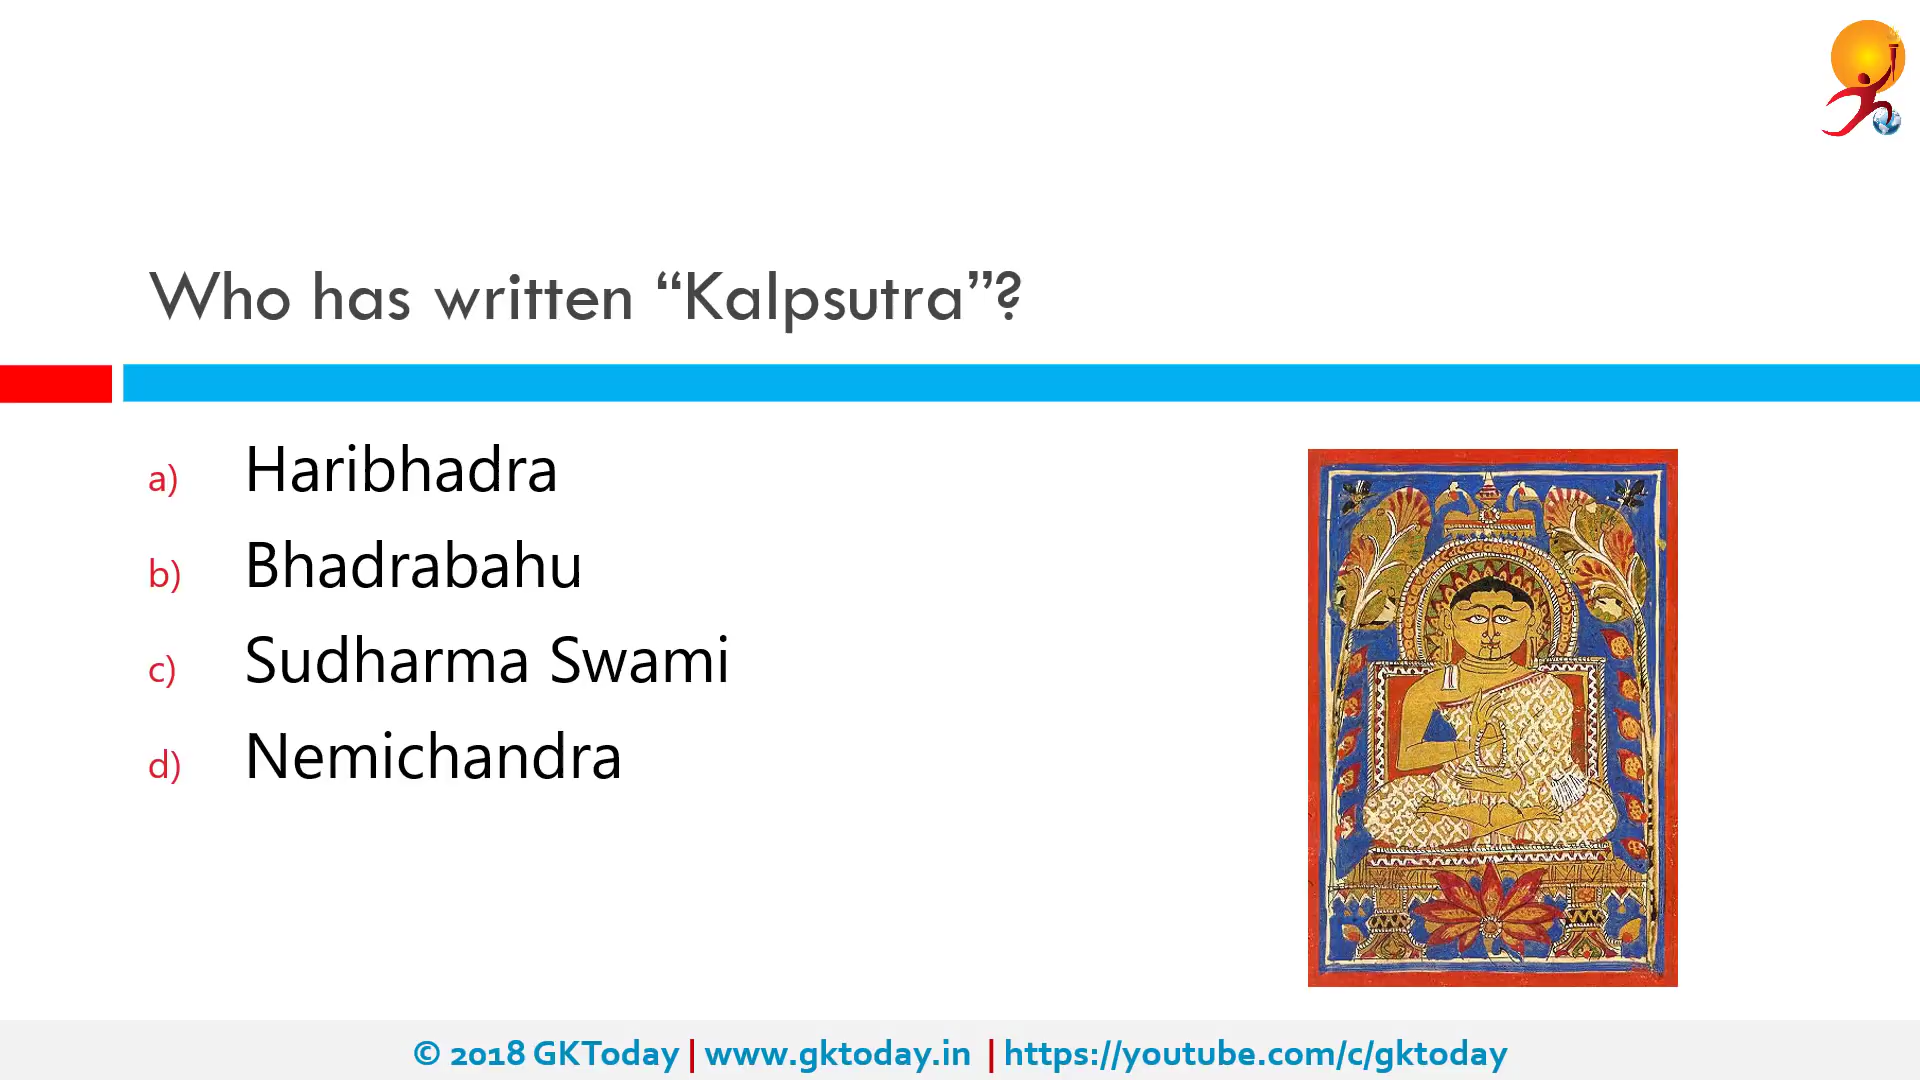 Who has written “Kalpsutra”?
a) Haribhadra
b) Bhadrabahu
c) Sudharma Swami
d) Nemichandra
© 2018 GKToday | www.gktoday.in | https://youtube.com/c/gktoday